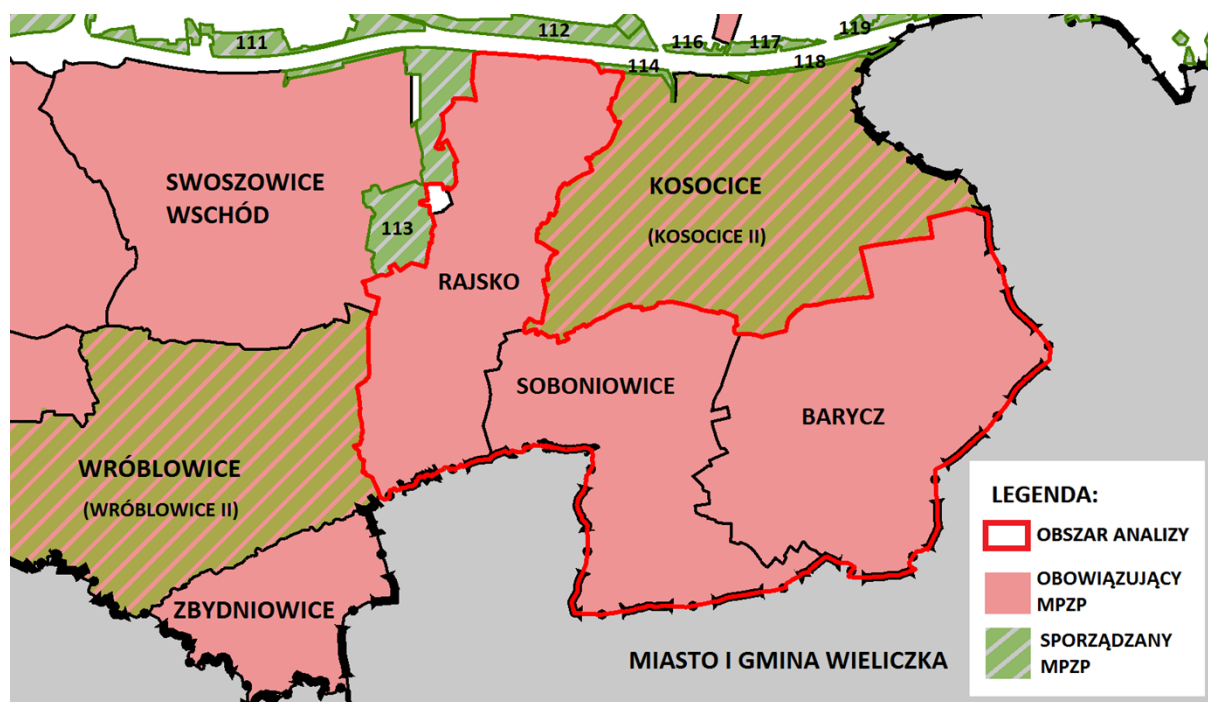 111
112
116
117
119
114
118
SWOSZOWICE
WSCHÓD
KOSOCICE
(KOSOCICE II)
113
RAJSKO
SOBONIOWICE
BARYCZ
WRÓBLOWICE
(WRÓBLOWICE II)
ZBYDNIOWICE
MIASTO I GMINA WIELICZKA
LEGENDA:
OBSZAR ANALIZY
OBOWIĄZUJĄCY
MPZP
SPORZĄDZANY
MPZP